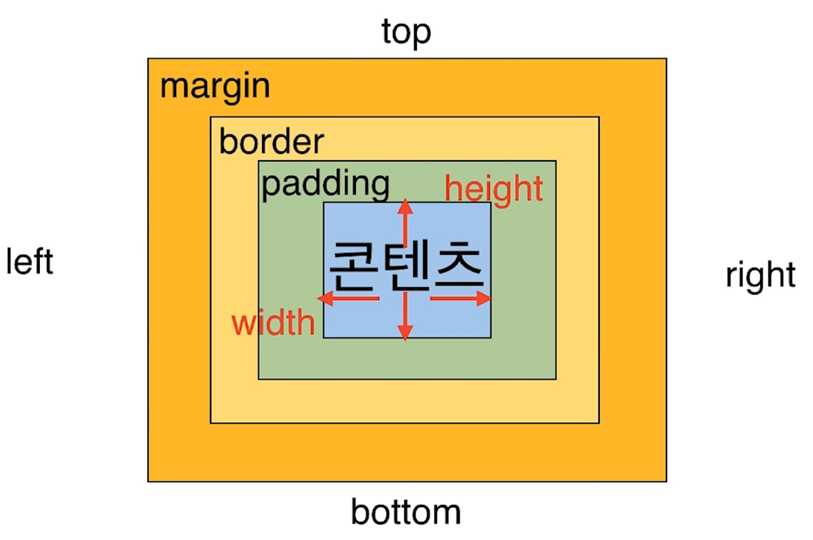 top
margin
border
padding
height
left
콘텐츠
right
width
bottom